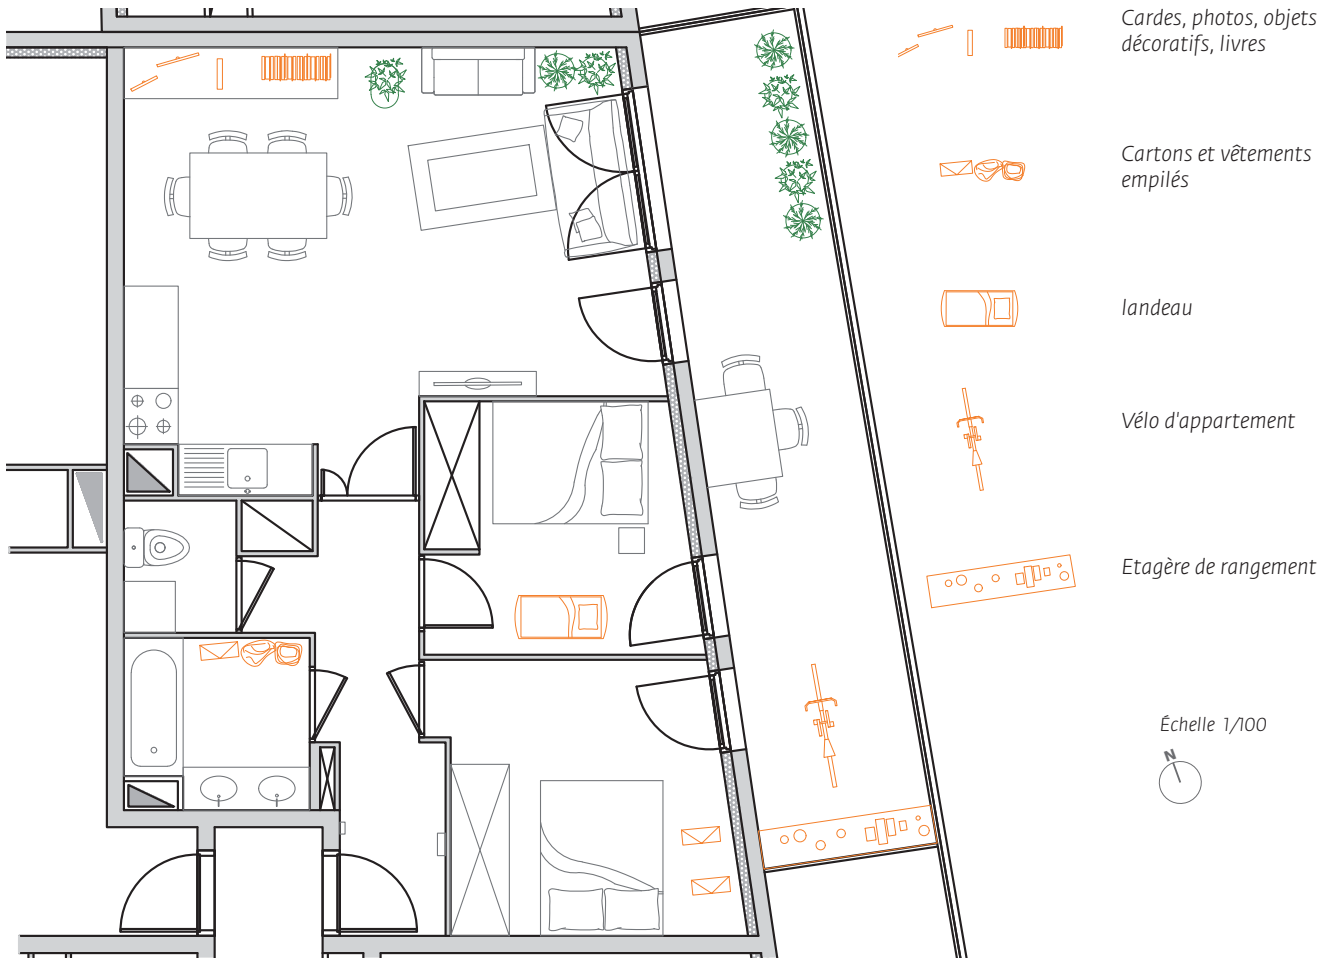 Cardes, photos, objets
décoratifs, livres
Cartons et vêtements
empilés
landeau
Vélo d'appartement
Etagère de rangement
Échelle 1/100
N